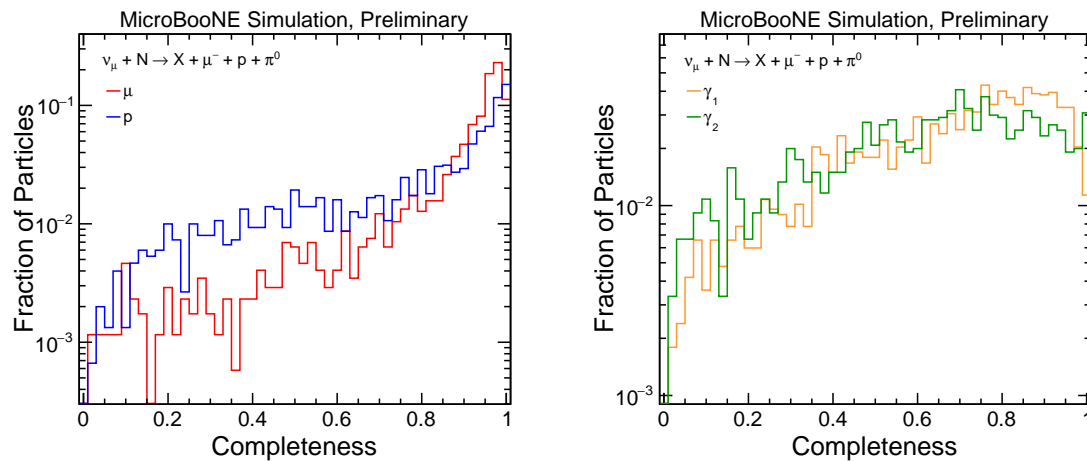 MicroBooNE Simulation, Preliminary
ν_μ + N → X + μ⁻ + p + π⁰
μ
p
10⁻¹
10⁻²
10⁻³
Fraction of Particles
0 0.2 0.4 0.6 0.8 1
Completeness
MicroBooNE Simulation, Preliminary
ν_μ + N → X + μ⁻ + p + π⁰
γ₁
γ₂
10⁻²
10⁻³
Fraction of Particles
0 0.2 0.4 0.6 0.8 1
Completeness